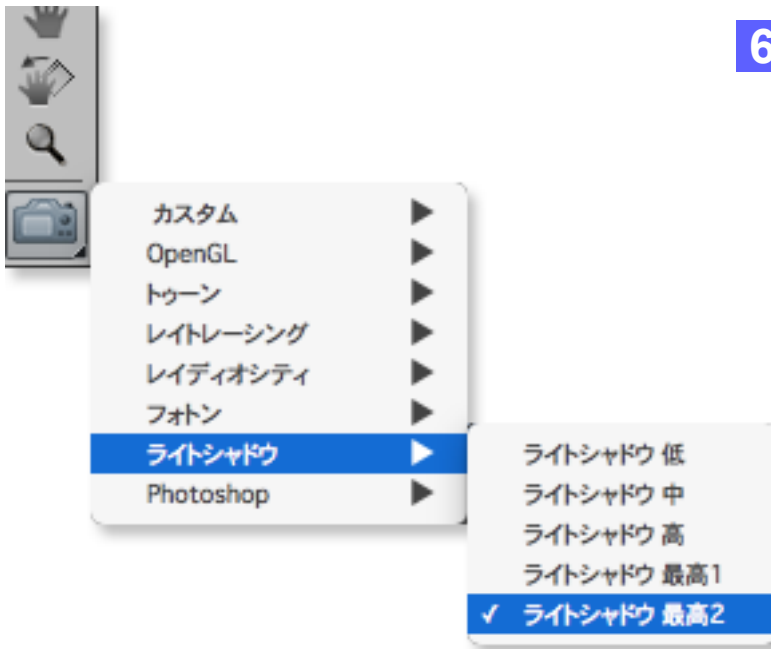 6
カスタム
OpenGL
トゥーン
レイトレーシング
レイディオシティ
フォトン
ライトシャドウ
Photoshop
ライトシャドウ 低
ライトシャドウ 中
ライトシャドウ 高
ライトシャドウ 最高1
✓ ライトシャドウ 最高2